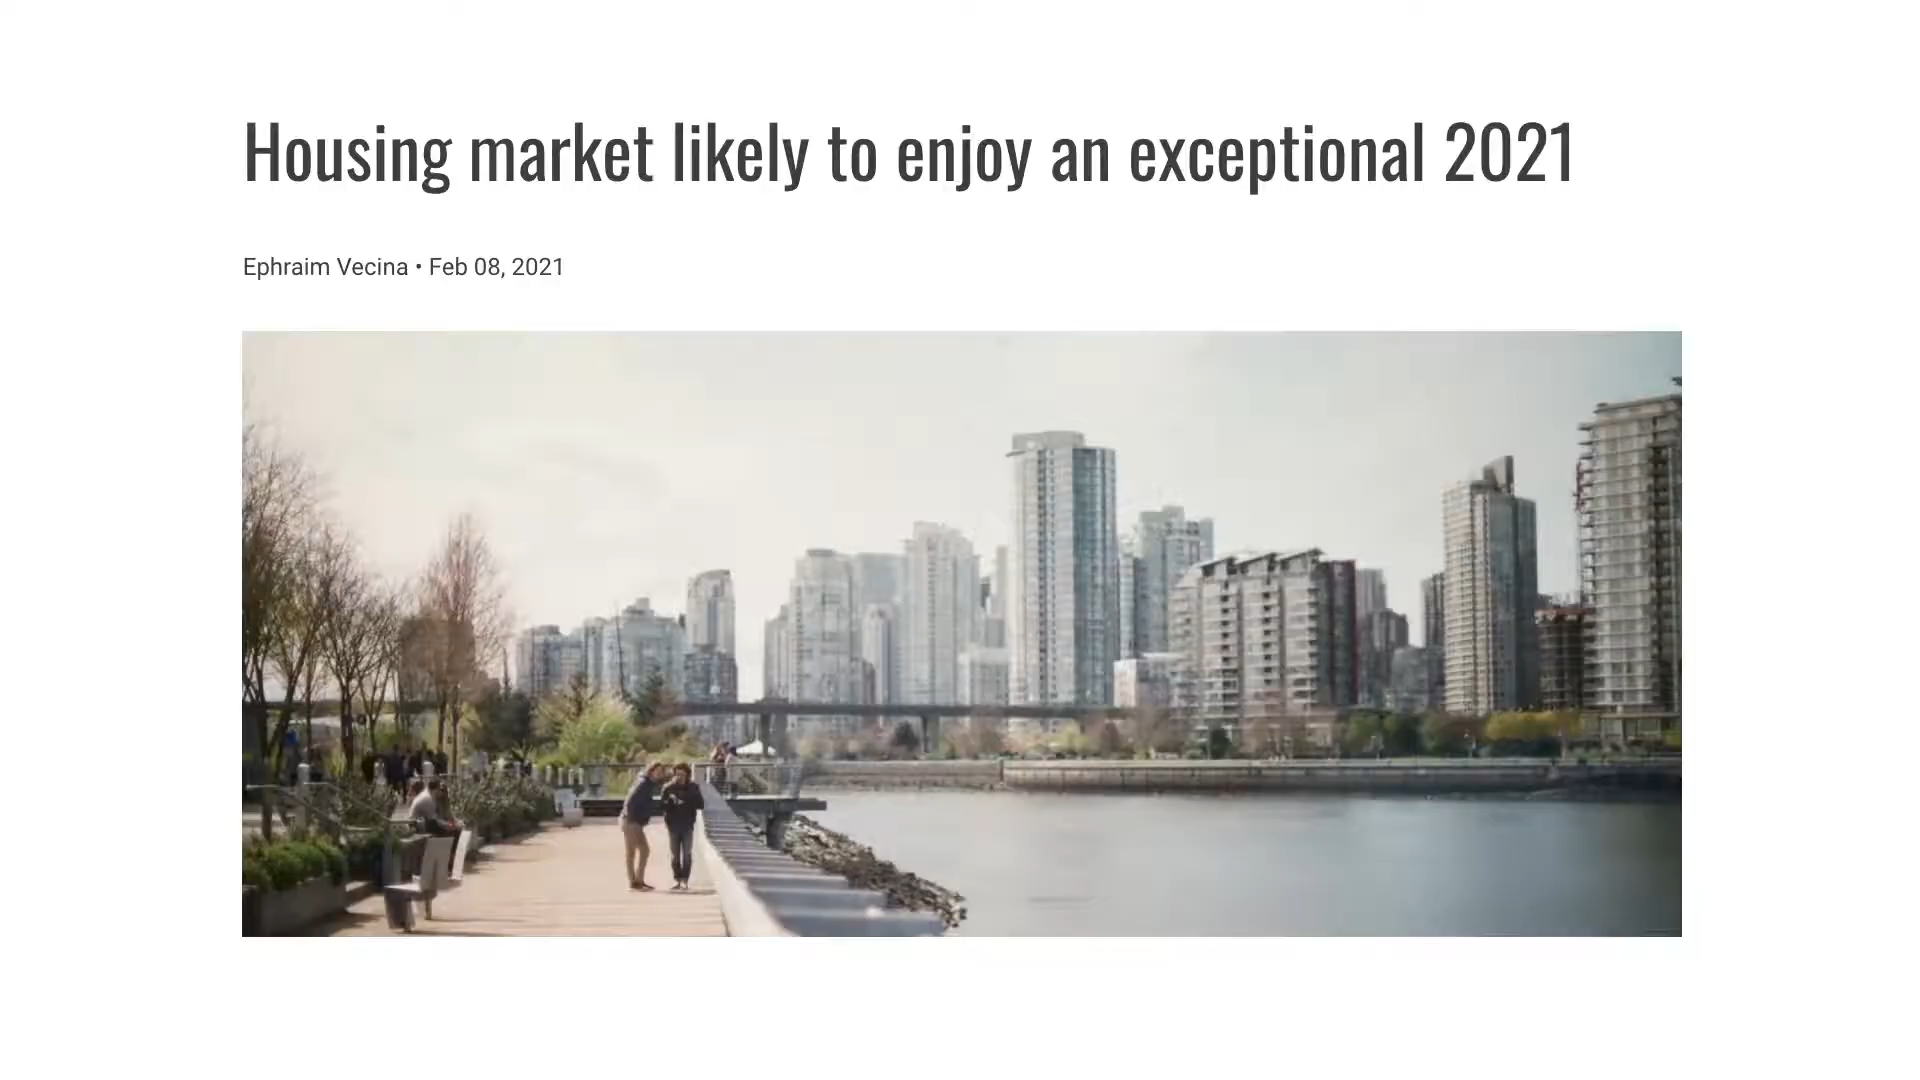 Housing market likely to enjoy an exceptional 2021
Ephraim Vecina • Feb 08, 2021